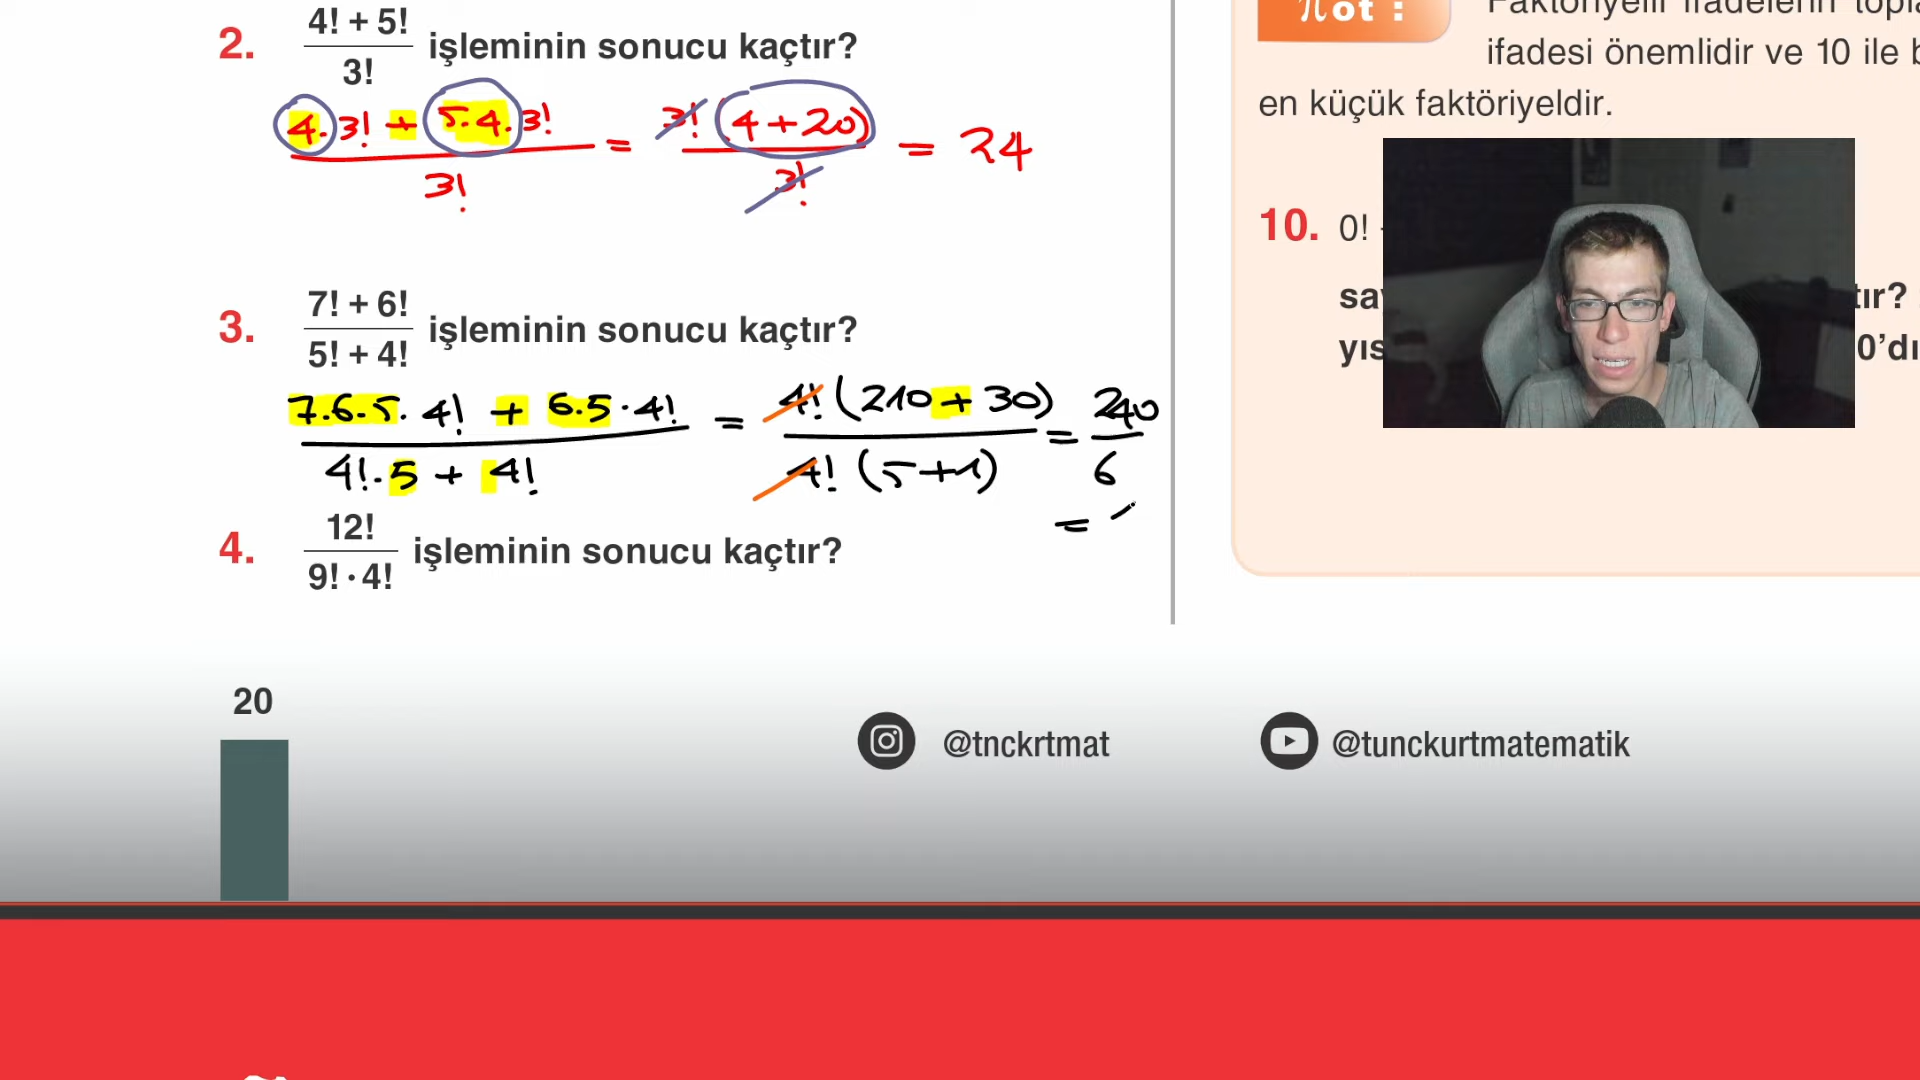 2. 4! + 5! / 3! işleminin sonucu kaçtır?
4. 3! + 5.4. 3! / 3! = 3! (4+20) / 3! = 24
3. 7! + 6! / 5! + 4! işleminin sonucu kaçtır?
7.6.5. 4! + 6.5 . 4! / 4!. 5 + 4! = 4! (210 + 30) / 4! (5+1) = 240 / 6
=
4. 12! / 9! · 4! işleminin sonucu kaçtır?
20
@tnckrtmat
@tunckurtmatematik
not :
Faktöriyelli ifadelerin
ifadesi önemlidir ve 10 ile
en küçük faktöriyeldir.
10. 0!